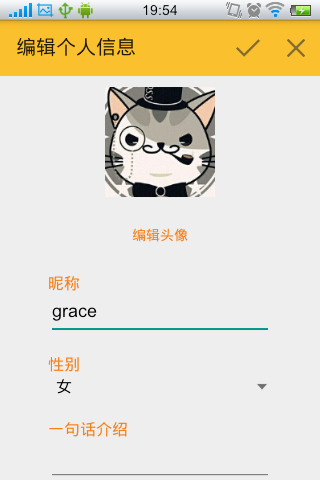 19:54
编辑个人信息
编辑头像
昵称
grace
性别
女
一句话介绍